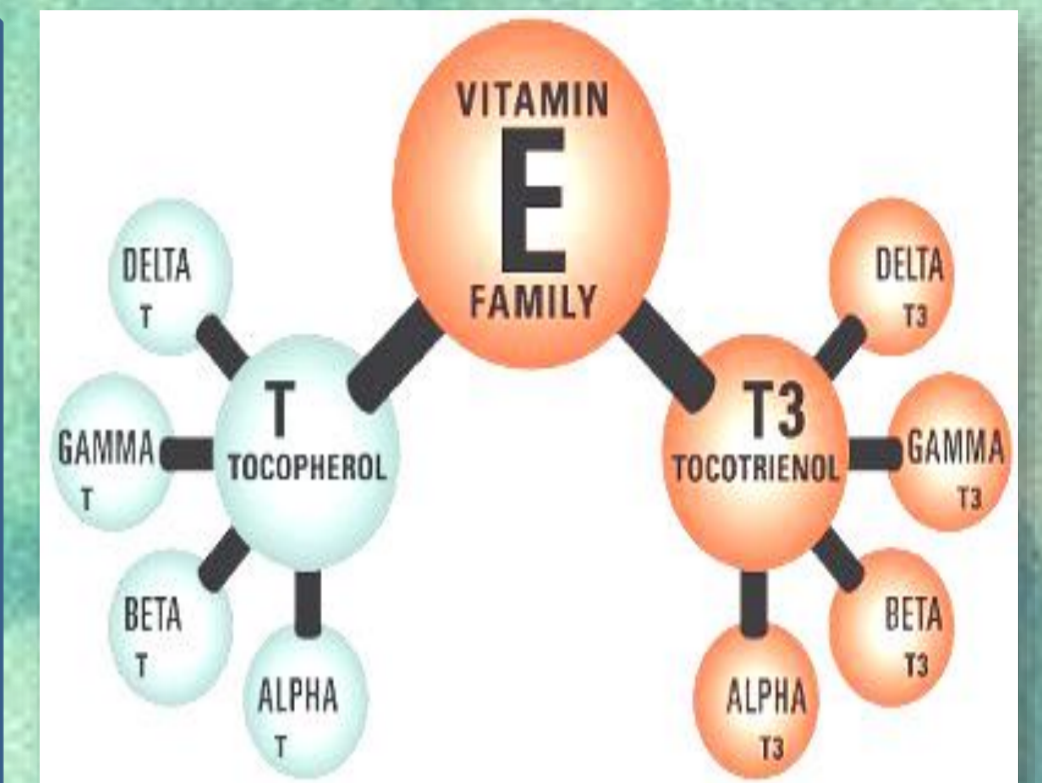 VITAMIN
E
FAMILY
DELTA
T
GAMMA
T
BETA
T
ALPHA
T
T
TOCOPHEROL
T3
TOCOTRIENOL
DELTA
T3
GAMMA
T3
BETA
T3
ALPHA
T3